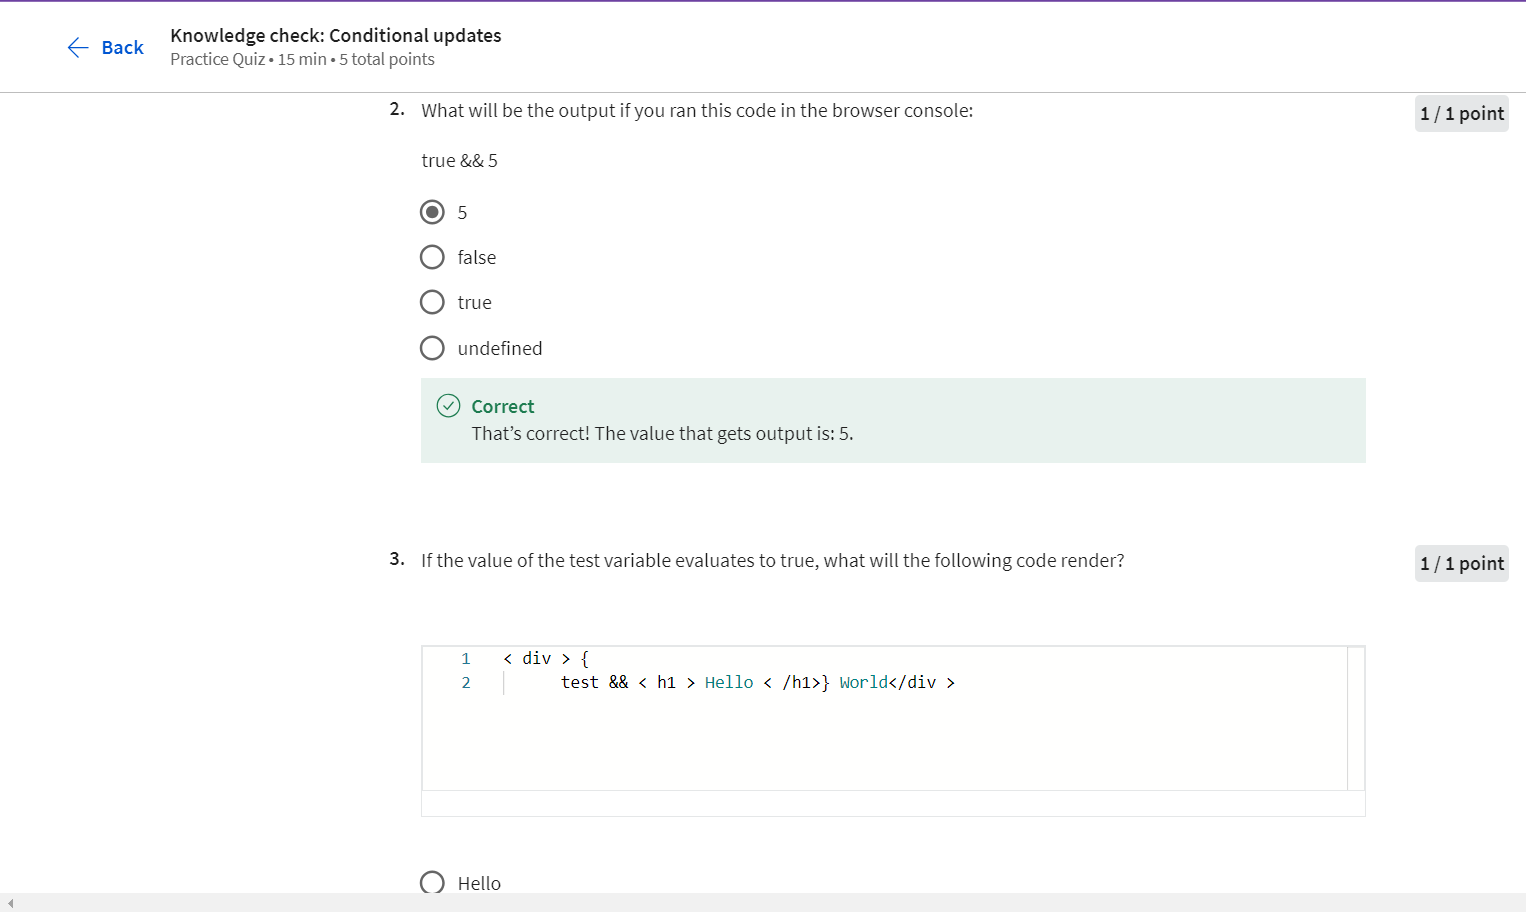 Back
Knowledge check: Conditional updates
Practice Quiz • 15 min • 5 total points
2. What will be the output if you ran this code in the browser console:
1 / 1 point
true && 5
5
false
true
undefined
Correct
That’s correct! The value that gets output is: 5.
3. If the value of the test variable evaluates to true, what will the following code render?
1 / 1 point
1 < div > {
2 test && < h1 > Hello < /h1>} World</div >
Hello